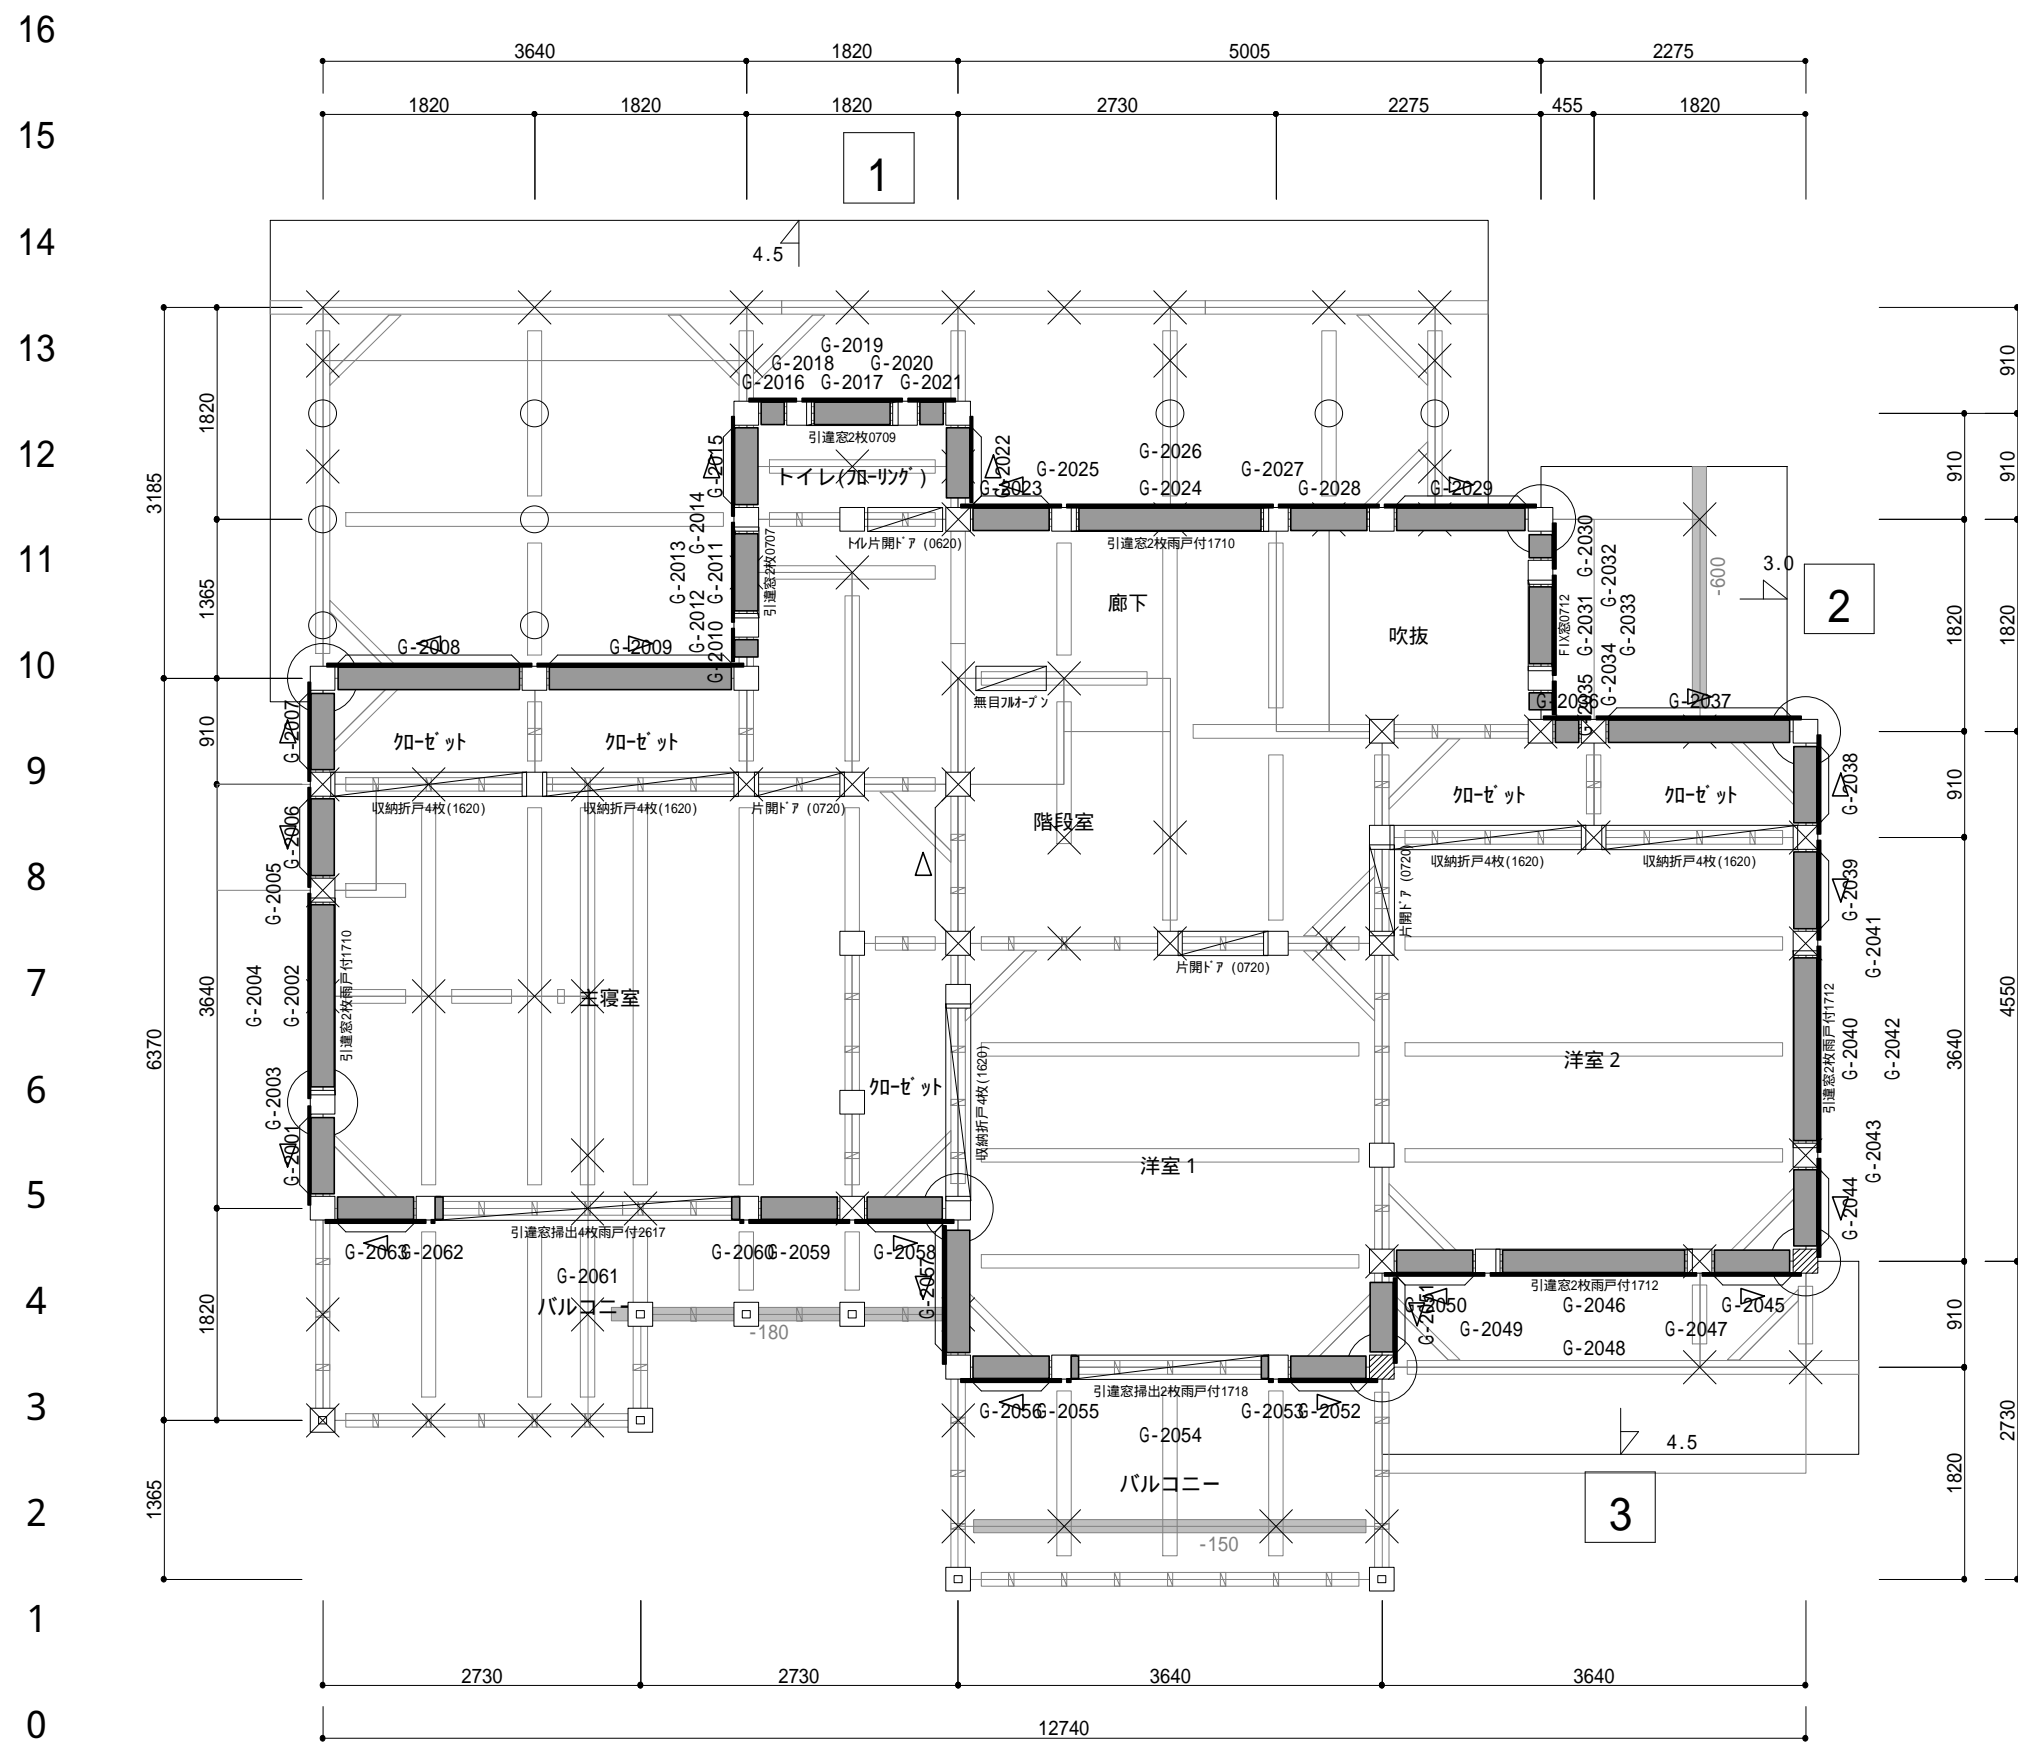 16
3640 1820 5005 2275
1820 1820 1820 2730 2275 455 1820
15
1
14
4.5
13
G-2019
G-2018 G-2020
G-2016 G-2017 G-2021
引違窓2枚0709
12
G-2015
トイレ(フローリング)
G-2022
G-2026
G-2025 G-2027
G-2023 G-2024 G-2028 G-2029
トイレ片開ドア (0620)
引違窓2枚雨戸付1710
11
G-2014
G-2013
G-2011
G-2012
G-2010
引違窓2枚0707
廊下
吹抜
FIX窓0712
G-2030
G-2032
G-2031
G-2033
G-2034
G-2035
-600
3.0
2
10
G-2008 G-2009
無目フルオープン
G-2036 G-2037
G-2007
クローゼット クローゼット
9
収納折戸4枚(1620) 収納折戸4枚(1620) 片開ドア (0720)
クローゼット クローゼット
G-2038
G-2006
階段室
収納折戸4枚(1620) 収納折戸4枚(1620)
8
G-2005
片開ドア (0720)
G-2039
G-2041
片開ドア (0720)
7
G-2004
G-2002
引違窓2枚雨戸付1710
主寝室
引違窓2枚雨戸付1712
G-2040
G-2042
洋室2
6
G-2003
クローゼット
収納折戸4枚(1620)
G-2043
G-2001
洋室1
5
G-2044
引違窓掃出4枚雨戸付2617
G-2063 G-2062 G-2060 G-2059 G-2058
G-2061
G-2057
4
バルコニー
-180
引違窓2枚雨戸付1712
G-2051
G-2050 G-2046 G-2045
G-2049 G-2047
G-2048
3
引違窓掃出2枚雨戸付1718
G-2056 G-2055 G-2053 G-2052
G-2054
4.5
バルコニー
3
2
-150
1
2730 2730 3640 3640
0
12740
3185
6370
1365
1820
1365
910
3640
1820
910
1820
910
3640
910
1820
910
910
1820
4550
2730